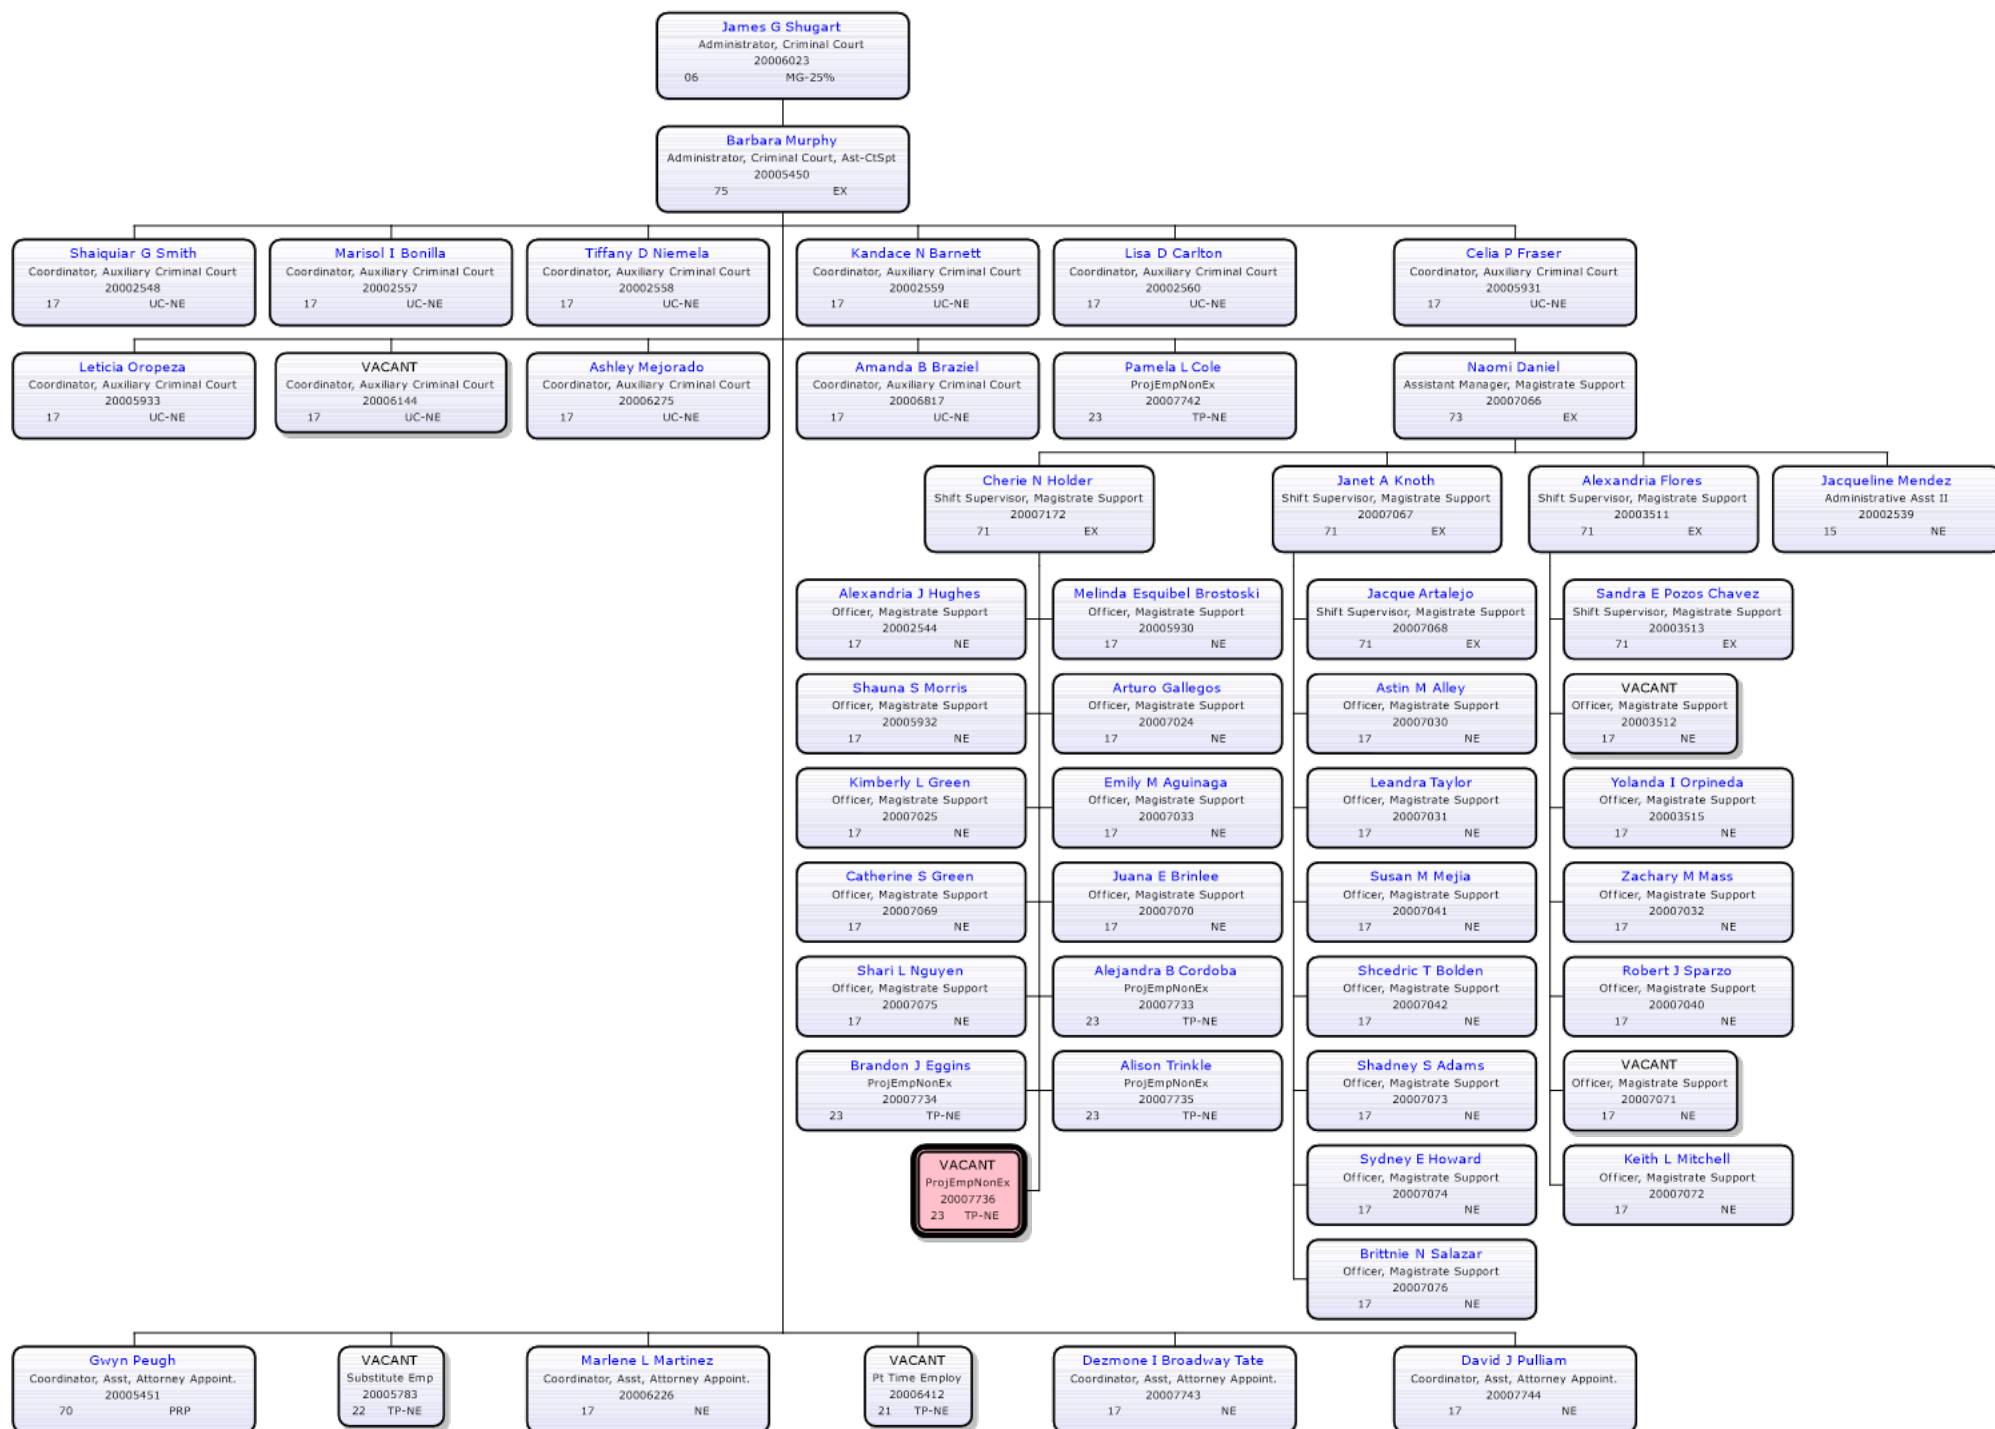 James G Shugart
Administrator, Criminal Court
20006023
06 MG-25%
Barbara Murphy
Administrator, Criminal Court, Ast-CtSpt
20005450
75 EX
Shaiquiar G Smith
Coordinator, Auxiliary Criminal Court
20002548
17 UC-NE
Marisol I Bonilla
Coordinator, Auxiliary Criminal Court
20002557
17 UC-NE
Tiffany D Niemela
Coordinator, Auxiliary Criminal Court
20002558
17 UC-NE
Kandace N Barnett
Coordinator, Auxiliary Criminal Court
20002559
17 UC-NE
Lisa D Carlton
Coordinator, Auxiliary Criminal Court
20002560
17 UC-NE
Celia P Fraser
Coordinator, Auxiliary Criminal Court
20005931
17 UC-NE
Leticia Oropeza
Coordinator, Auxiliary Criminal Court
20005933
17 UC-NE
VACANT
Coordinator, Auxiliary Criminal Court
20006144
17 UC-NE
Ashley Mejorado
Coordinator, Auxiliary Criminal Court
20006275
17 UC-NE
Amanda B Braziel
Coordinator, Auxiliary Criminal Court
20006817
17 UC-NE
Pamela L Cole
ProjEmpNonEx
20007742
23 TP-NE
Naomi Daniel
Assistant Manager, Magistrate Support
20007066
73 EX
Cherie N Holder
Shift Supervisor, Magistrate Support
20007172
71 EX
Janet A Knoth
Shift Supervisor, Magistrate Support
20007067
71 EX
Alexandria Flores
Shift Supervisor, Magistrate Support
20003511
71 EX
Jacqueline Mendez
Administrative Asst II
20002539
15 NE
Alexandria J Hughes
Officer, Magistrate Support
20002544
17 NE
Melinda Esquibel Brostoski
Officer, Magistrate Support
20005930
17 NE
Jacque Artalejo
Shift Supervisor, Magistrate Support
20007068
71 EX
Sandra E Pozos Chavez
Shift Supervisor, Magistrate Support
20003513
71 EX
Shauna S Morris
Officer, Magistrate Support
20005932
17 NE
Arturo Gallegos
Officer, Magistrate Support
20007024
17 NE
Astin M Alley
Officer, Magistrate Support
20007030
17 NE
VACANT
Officer, Magistrate Support
20003512
17 NE
Kimberly L Green
Officer, Magistrate Support
20007025
17 NE
Emily M Aguinaga
Officer, Magistrate Support
20007033
17 NE
Leandra Taylor
Officer, Magistrate Support
20007031
17 NE
Yolanda I Orpineda
Officer, Magistrate Support
20003515
17 NE
Catherine S Green
Officer, Magistrate Support
20007069
17 NE
Juana E Brinlee
Officer, Magistrate Support
20007070
17 NE
Susan M Mejia
Officer, Magistrate Support
20007041
17 NE
Zachary M Mass
Officer, Magistrate Support
20007032
17 NE
Shari L Nguyen
Officer, Magistrate Support
20007075
17 NE
Alejandra B Cordoba
ProjEmpNonEx
20007733
23 TP-NE
Shcedric T Bolden
Officer, Magistrate Support
20007042
17 NE
Robert J Sparzo
Officer, Magistrate Support
20007040
17 NE
Brandon J Eggins
ProjEmpNonEx
20007734
23 TP-NE
Alison Trinkle
ProjEmpNonEx
20007735
23 TP-NE
Shadney S Adams
Officer, Magistrate Support
20007073
17 NE
VACANT
Officer, Magistrate Support
20007071
17 NE
VACANT
ProjEmpNonEx
20007736
23 TP-NE
Sydney E Howard
Officer, Magistrate Support
20007074
17 NE
Keith L Mitchell
Officer, Magistrate Support
20007072
17 NE
Brittnie N Salazar
Officer, Magistrate Support
20007076
17 NE
Gwyn Peugh
Coordinator, Asst, Attorney Appoint.
20005451
70 PRP
VACANT
Substitute Emp
20005783
22 TP-NE
Marlene L Martinez
Coordinator, Asst, Attorney Appoint.
20006226
17 NE
VACANT
Pt Time Employ
20006412
21 TP-NE
Dezmone I Broadway Tate
Coordinator, Asst, Attorney Appoint.
20007743
17 NE
David J Pulliam
Coordinator, Asst, Attorney Appoint.
20007744
17 NE